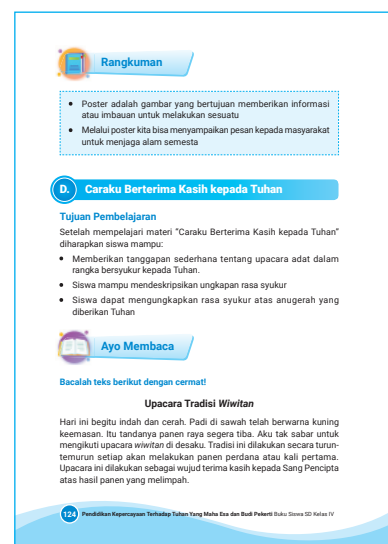 Rangkuman
• Poster adalah gambar yang bertujuan memberikan informasi
atau imbauan untuk melakukan sesuatu
• Melalui poster kita bisa menyampaikan pesan kepada masyarakat
untuk menjaga alam semesta
D. Caraku Berterima Kasih kepada Tuhan
Tujuan Pembelajaran
Setelah mempelajari materi “Caraku Berterima Kasih kepada Tuhan”
diharapkan siswa mampu:
• Memberikan tanggapan sederhana tentang upacara adat dalam
rangka bersyukur kepada Tuhan.
• Siswa mampu mendeskripsikan ungkapan rasa syukur
• Siswa dapat mengungkapkan rasa syukur atas anugerah yang
diberikan Tuhan
Ayo Membaca
Bacalah teks berikut dengan cermat!
Upacara Tradisi Wiwitan
Hari ini begitu indah dan cerah. Padi di sawah telah berwarna kuning
keemasan. Itu tandanya panen raya segera tiba. Aku tak sabar untuk
mengikuti upacara wiwitan di desaku. Tradisi ini dilakukan secara turun-
temurun setiap akan melakukan panen perdana atau kali pertama.
Upacara ini dilakukan sebagai wujud terima kasih kepada Sang Pencipta
atas hasil panen yang melimpah.
124 Pendidikan Kepercayaan Terhadap Tuhan Yang Maha Esa dan Budi Pekerti Buku Siswa SD Kelas IV